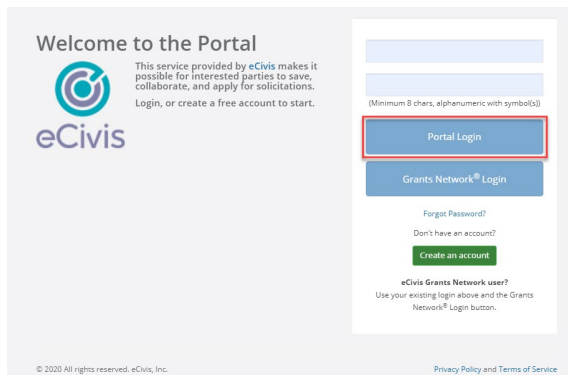 Welcome to the Portal
This service provided by eCivis makes it
possible for interested parties to save,
collaborate, and apply for solicitations.
Login, or create a free account to start.
eCivis
(Minimum 8 chars, alphanumeric with symbol(s))
Portal Login
Grants Network® Login
Forgot Password?
Don't have an account?
Create an account
eCivis Grants Network user?
Use your existing login above and the Grants
Network® Login button.
© 2020 All rights reserved. eCivis, Inc.
Privacy Policy and Terms of Service